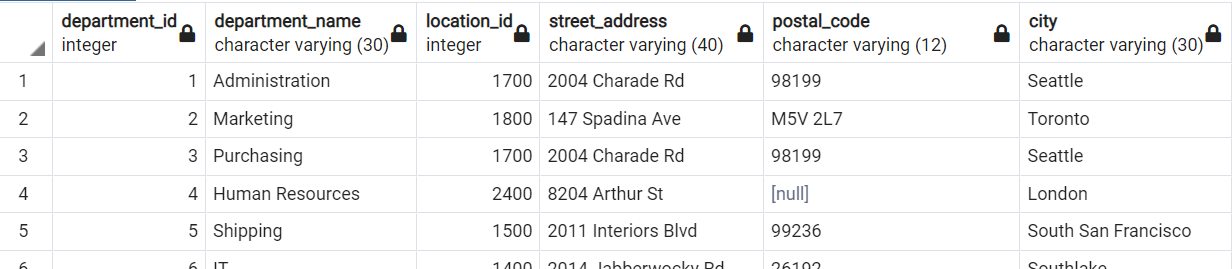 department_id department_name location_id street_address postal_code city
integer character varying (30) integer character varying (40) character varying (12) character varying (30)
1 1 Administration 1700 2004 Charade Rd 98199 Seattle
2 2 Marketing 1800 147 Spadina Ave M5V 2L7 Toronto
3 3 Purchasing 1700 2004 Charade Rd 98199 Seattle
4 4 Human Resources 2400 8204 Arthur St [null] London
5 5 Shipping 1500 2011 Interiors Blvd 99236 South San Francisco
6 6 IT 1400 2014 Jabberwocky Rd 26192 Southlake